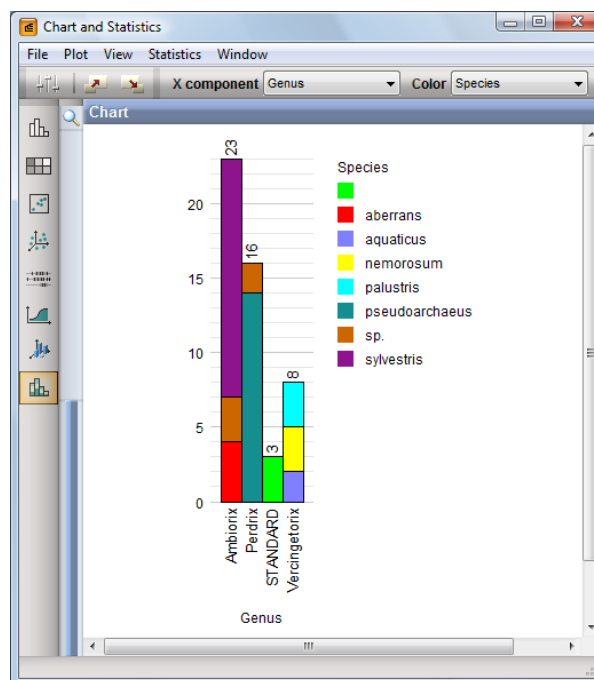 Chart and Statistics
File Plot View Statistics Window
X component Genus Color Species
Chart
23
16
3
8
20
15
10
5
0
Ambiorix
Perdrix
STANDARD
Vercingetorix
Genus
Species
aberrans
aquaticus
nemorosum
palustris
pseudoarchaeus
sp.
sylvestris